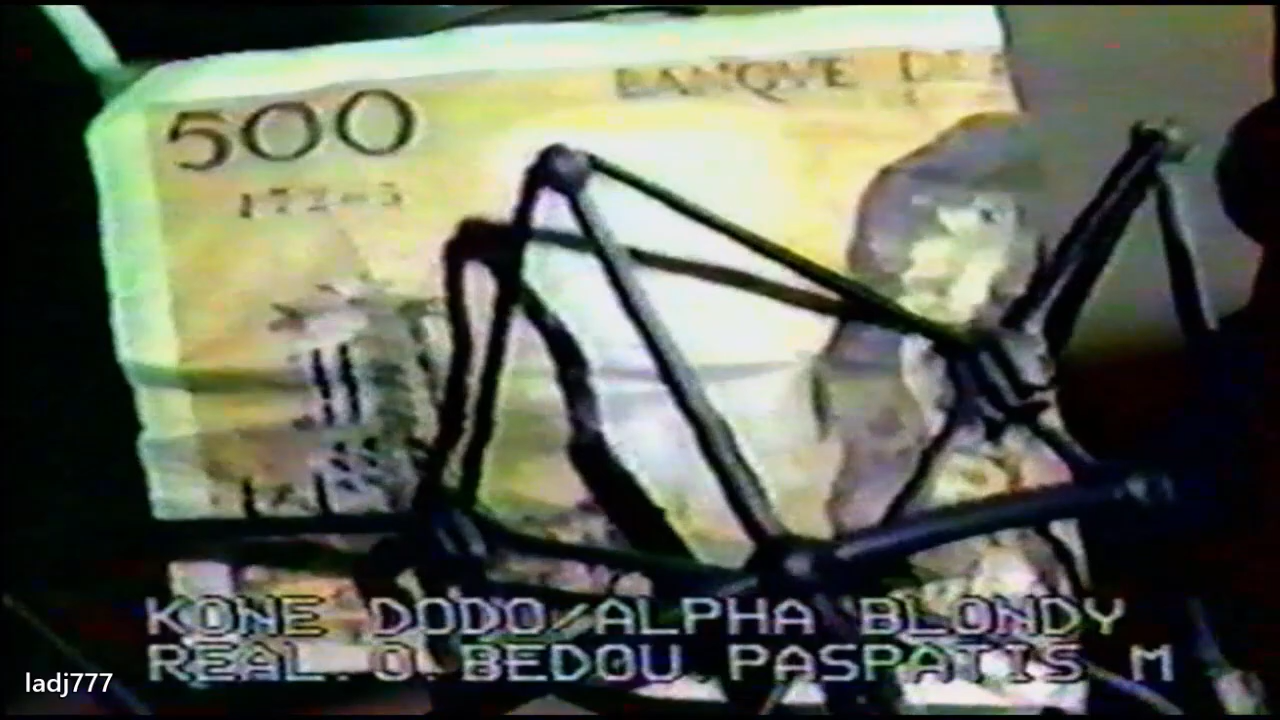 500
BANQUE DE
KONE DODO/ALPHA BLONDY
REAL. O. BEDOU. PASPATIS M
ladj777